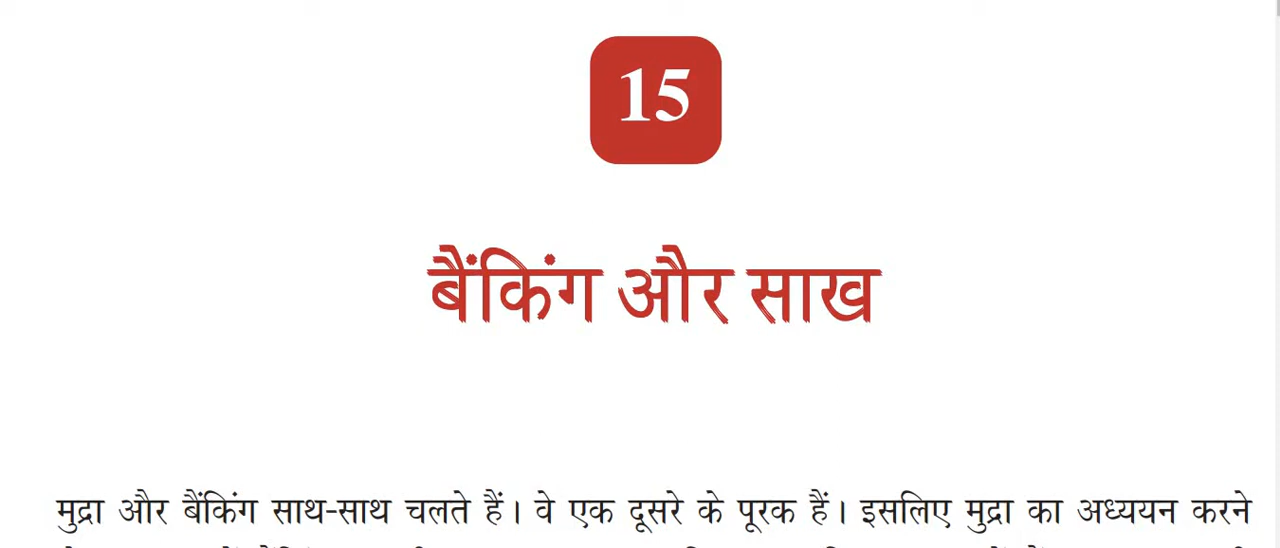 15
बैंकिंग और साख
मुद्रा और बैंकिंग साथ-साथ चलते हैं। वे एक दूसरे के पूरक हैं। इसलिए मुद्रा का अध्ययन करने